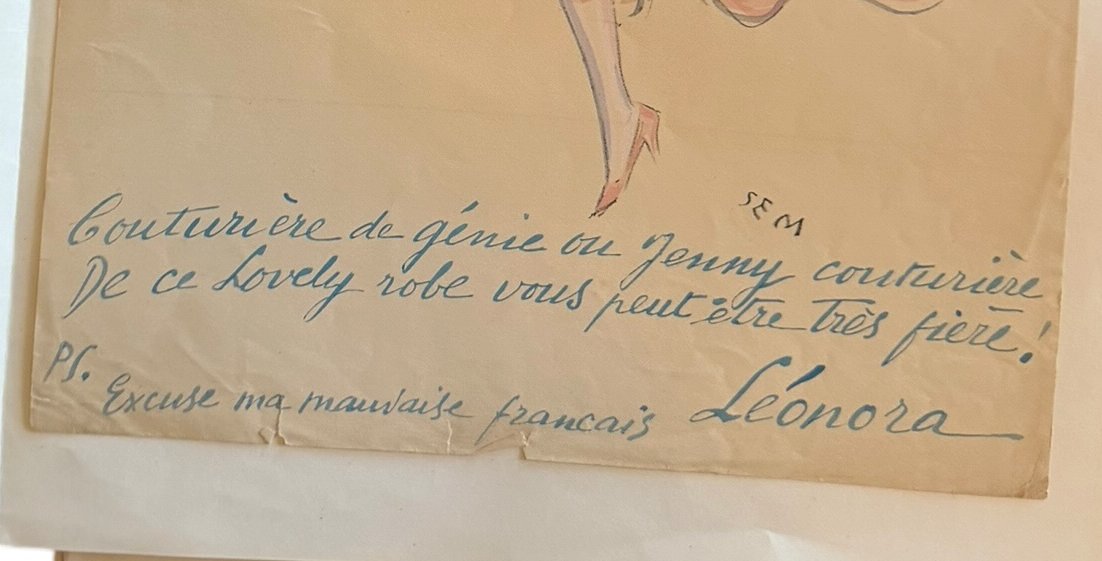 SEM
Couturière de génie ou Jenny couturière
De ce Lovely robe vous peut être très fière!
PS.
Excuse ma mauvaise francais Léonora